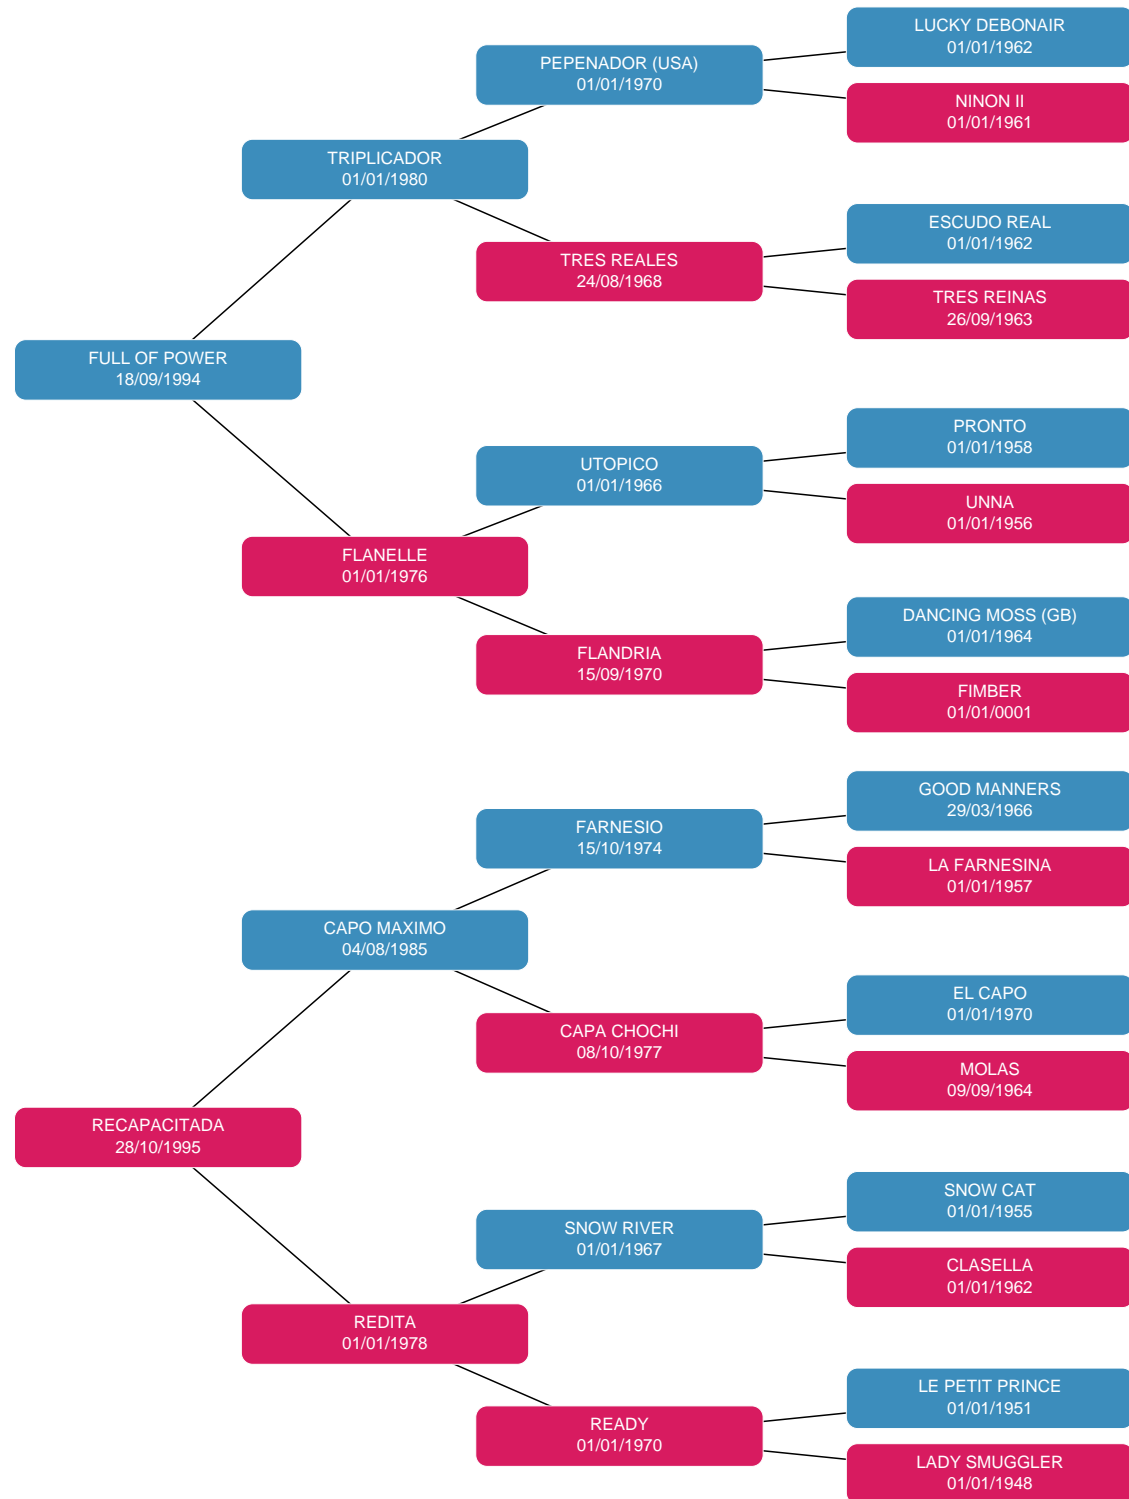 LUCKY DEBONAIR
01/01/1962
PEPENADOR (USA)
01/01/1970
NINON II
01/01/1961
TRIPLICADOR
01/01/1980
ESCUDO REAL
01/01/1962
TRES REALES
24/08/1968
TRES REINAS
26/09/1963
FULL OF POWER
18/09/1994
PRONTO
01/01/1958
UTOPICO
01/01/1966
UNNA
01/01/1956
FLANELLE
01/01/1976
DANCING MOSS (GB)
01/01/1964
FLANDRIA
15/09/1970
FIMBER
01/01/0001
GOOD MANNERS
29/03/1966
FARNESIO
15/10/1974
LA FARNESINA
01/01/1957
CAPO MAXIMO
04/08/1985
EL CAPO
01/01/1970
CAPA CHOCHI
08/10/1977
MOLAS
09/09/1964
RECAPACITADA
28/10/1995
SNOW CAT
01/01/1955
SNOW RIVER
01/01/1967
CLASELLA
01/01/1962
REDITA
01/01/1978
LE PETIT PRINCE
01/01/1951
READY
01/01/1970
LADY SMUGGLER
01/01/1948